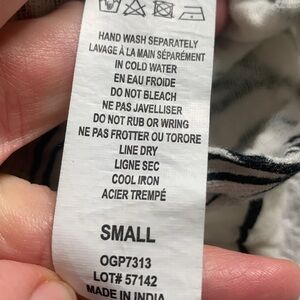 HAND WASH SEPARATELY
LAVAGE À LA MAIN SÉPARÉMENT
IN COLD WATER
EN EAU FROIDE
DO NOT BLEACH
NE PAS JAVELLISER
DO NOT RUB OR WRING
NE PAS FROTTER OU TORORE
LINE DRY
LIGNE SEC
COOL IRON
ACIER TREMPÉ
SMALL
OGP7313
LOT# 57142
MADE IN INDIA